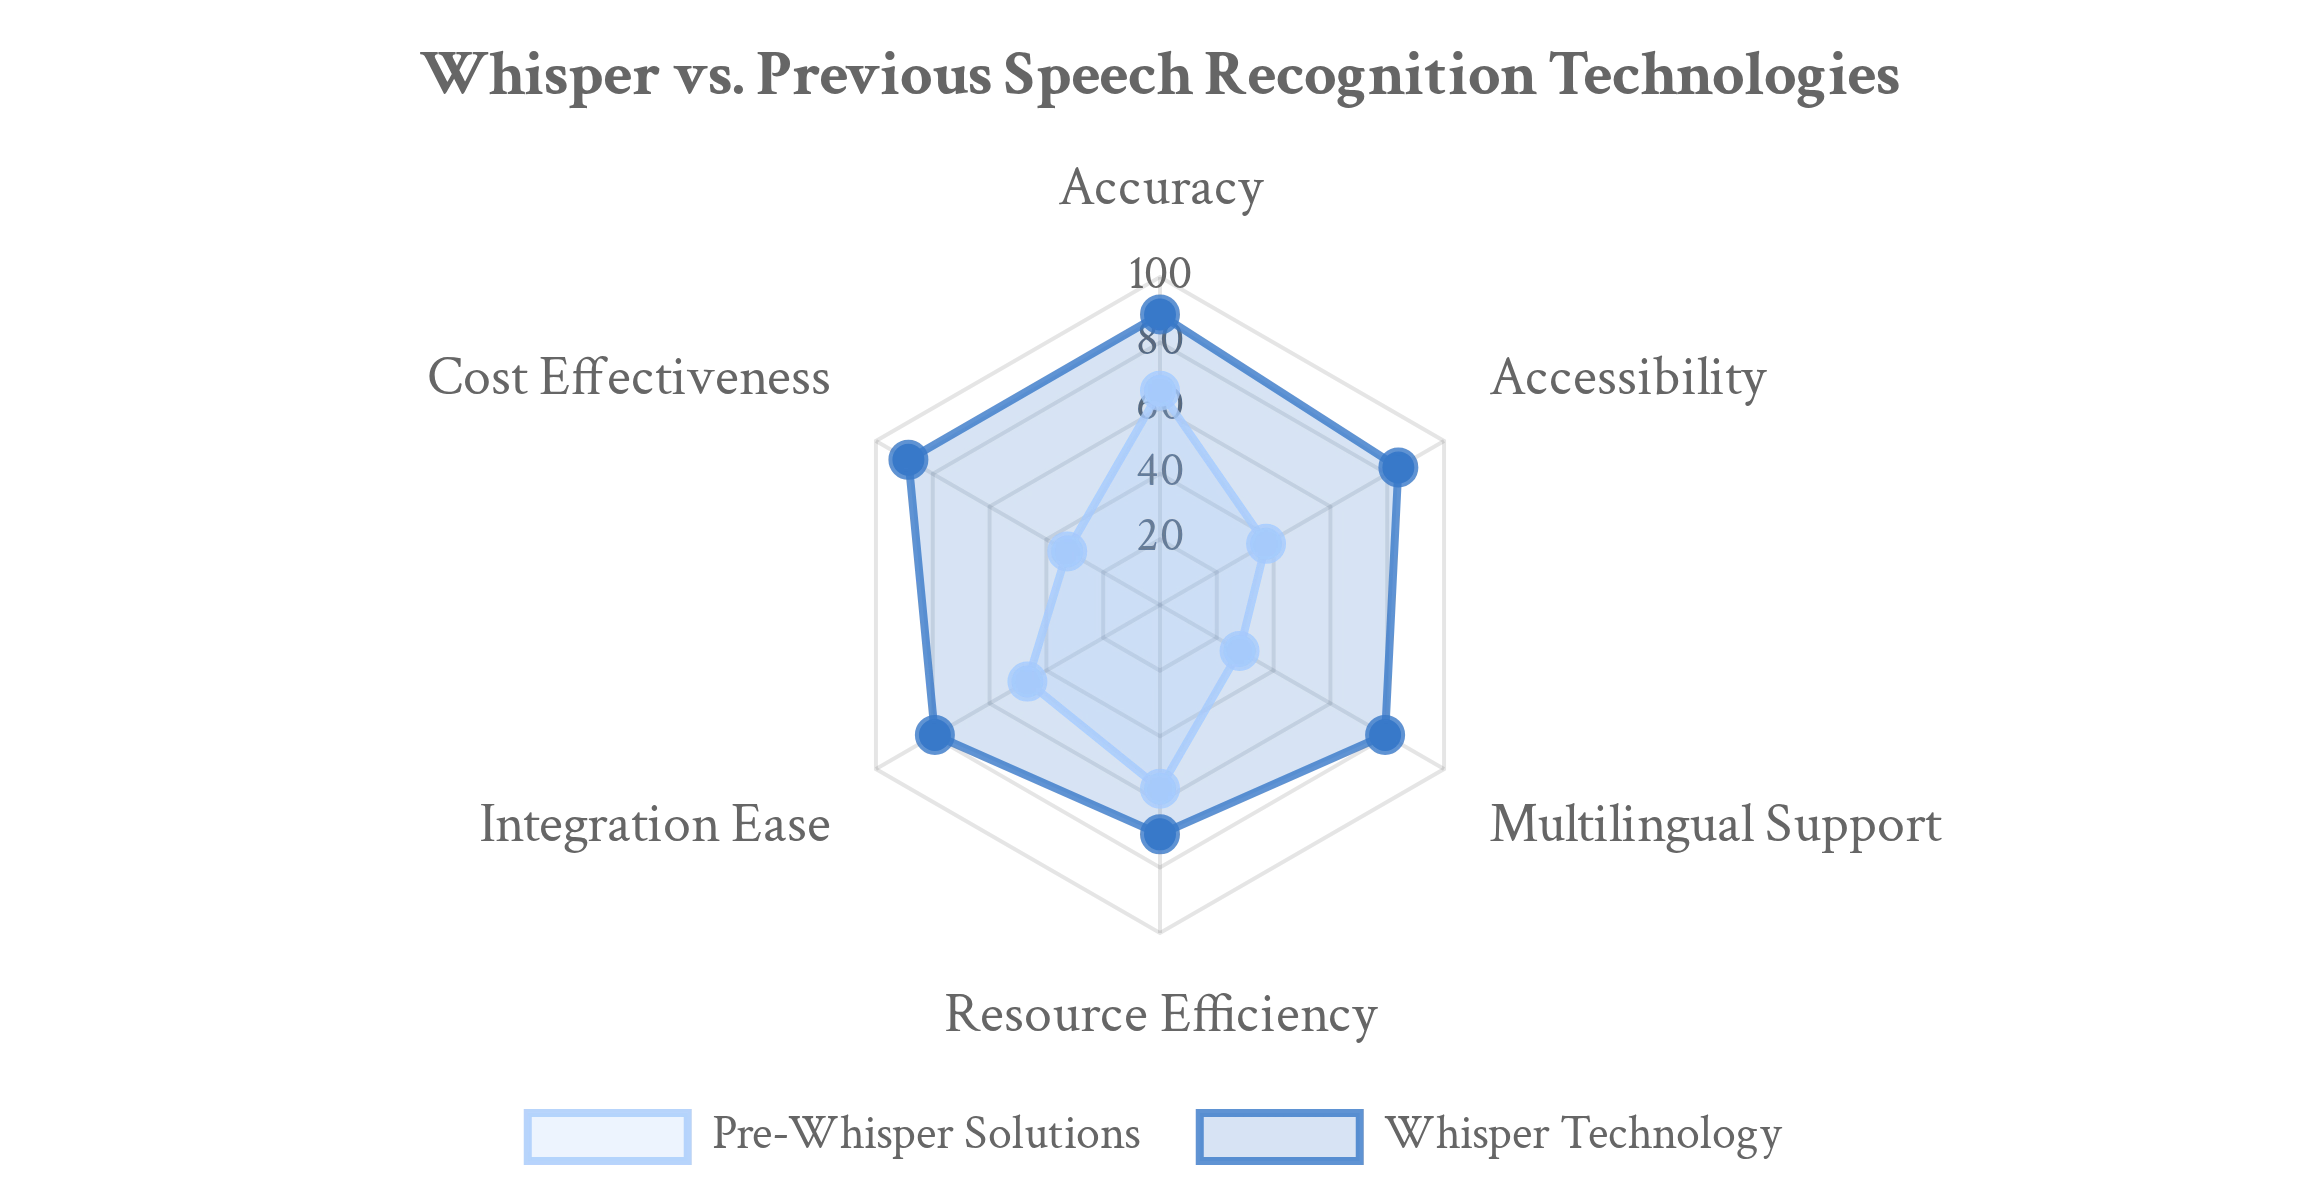 Whisper vs. Previous Speech Recognition Technologies
Accuracy
100
80
60
40
20
Cost Effectiveness
Accessibility
Integration Ease
Multilingual Support
Resource Efficiency
Pre-Whisper Solutions
Whisper Technology